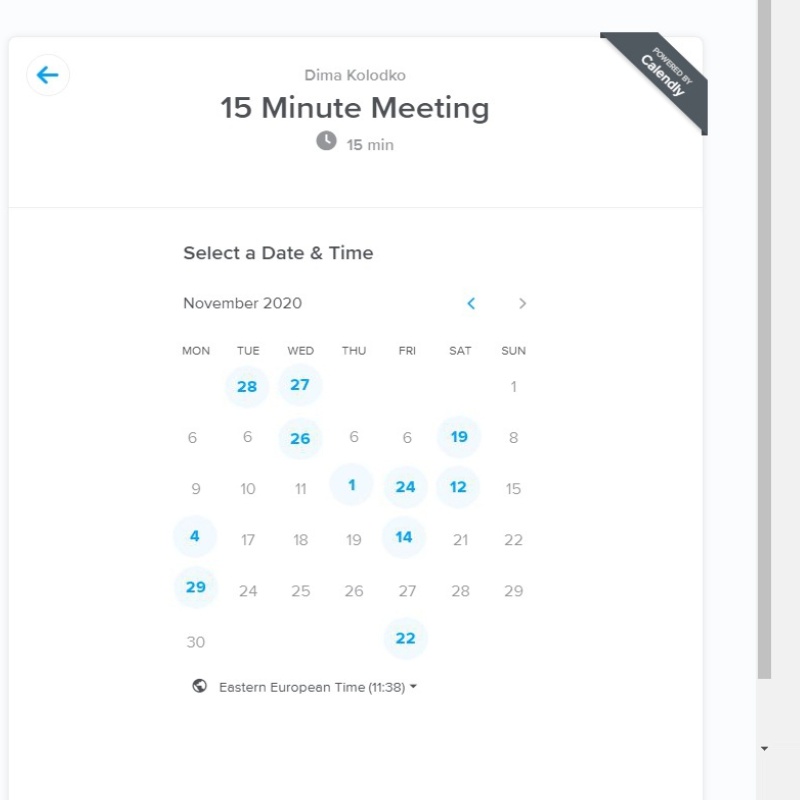 POWERED BY
Calendly
Dima Kolodko
15 Minute Meeting
15 min
Select a Date & Time
November 2020
MON TUE WED THU FRI SAT SUN
28 27 1
6 6 26 6 6 19 8
9 10 11 1 24 12 15
4 17 18 19 14 21 22
29 24 25 26 27 28 29
30 22
Eastern European Time (11:38)